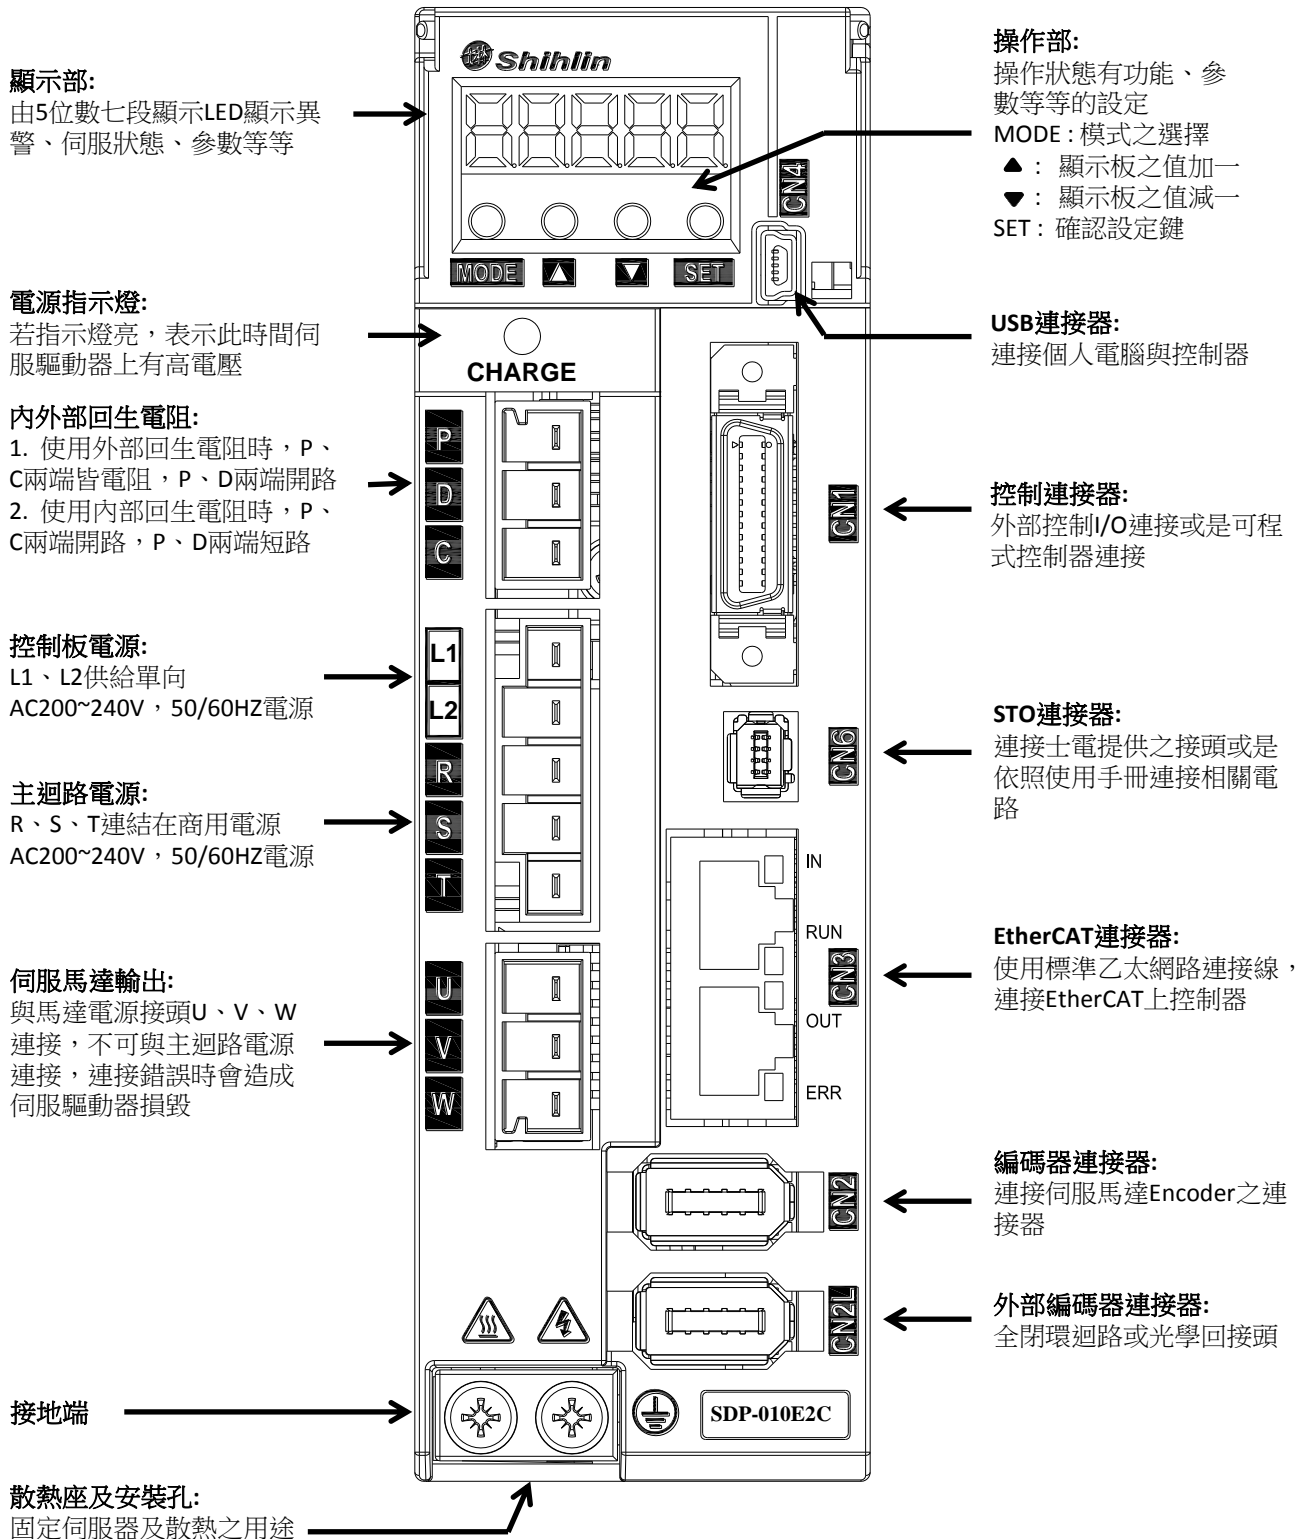 顯示部:
由5位數七段顯示LED顯示異
警、伺服狀態、參數等等
電源指示燈:
若指示燈亮，表示此時間伺
服驅動器上有高電壓
內外部回生電阻:
1. 使用外部回生電阻時，P、
C兩端皆電阻，P、D兩端開路
2. 使用內部回生電阻時，P、
C兩端開路，P、D兩端短路
控制板電源:
L1、L2供給單向
AC200~240V，50/60HZ電源
主迴路電源:
R、S、T連結在商用電源
AC200~240V，50/60HZ電源
伺服馬達輸出:
與馬達電源接頭U、V、W
連接，不可與主迴路電源
連接，連接錯誤時會造成
伺服驅動器損毀
接地端
散熱座及安裝孔:
固定伺服器及散熱之用途
Shihlin
MODE ▲ ▼ SET
CN4
CHARGE
P
D
C
L1
L2
R
S
T
U
V
W
CN1
CN6
IN
RUN
CN3
OUT
ERR
CN2
CN2L
SDP-010E2C
操作部:
操作狀態有功能、參
數等等的設定
MODE : 模式之選擇
▲ : 顯示板之值加一
▼ : 顯示板之值減一
SET : 確認設定鍵
USB連接器:
連接個人電腦與控制器
控制連接器:
外部控制I/O連接或是可程
式控制器連接
STO連接器:
連接士電提供之接頭或是
依照使用手冊連接相關電
路
EtherCAT連接器:
使用標準乙太網路連接線，
連接EtherCAT上控制器
編碼器連接器:
連接伺服馬達Encoder之連
接器
外部編碼器連接器:
全閉環迴路或光學回接頭